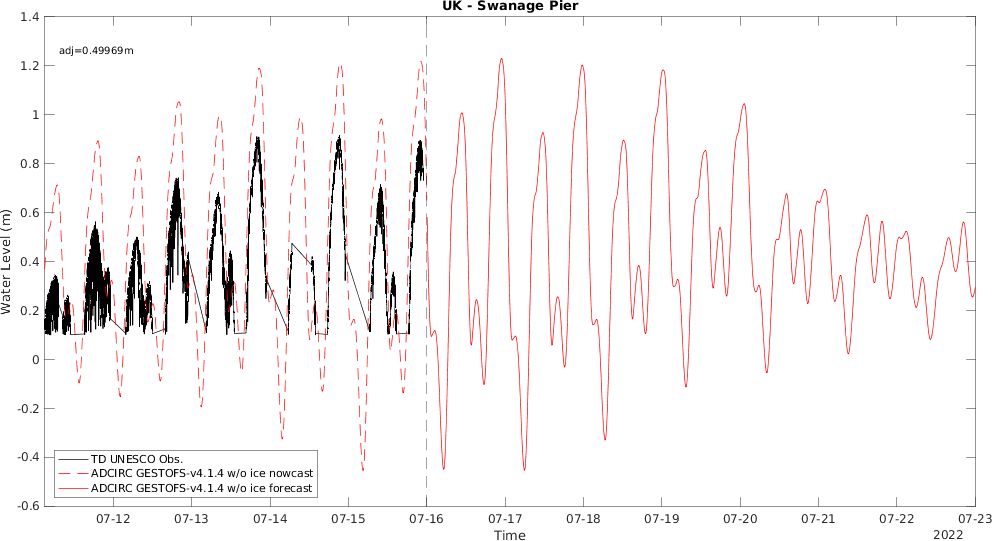 UK - Swanage Pier
adj=0.49969m
Water Level (m)
1.4
1.2
1
0.8
0.6
0.4
0.2
0
-0.2
-0.4
-0.6
TD UNESCO Obs.
ADCIRC GESTOFS-v4.1.4 w/o ice nowcast
ADCIRC GESTOFS-v4.1.4 w/o ice forecast
07-12 07-13 07-14 07-15 07-16 07-17 07-18 07-19 07-20 07-21 07-22 07-23
Time
2022